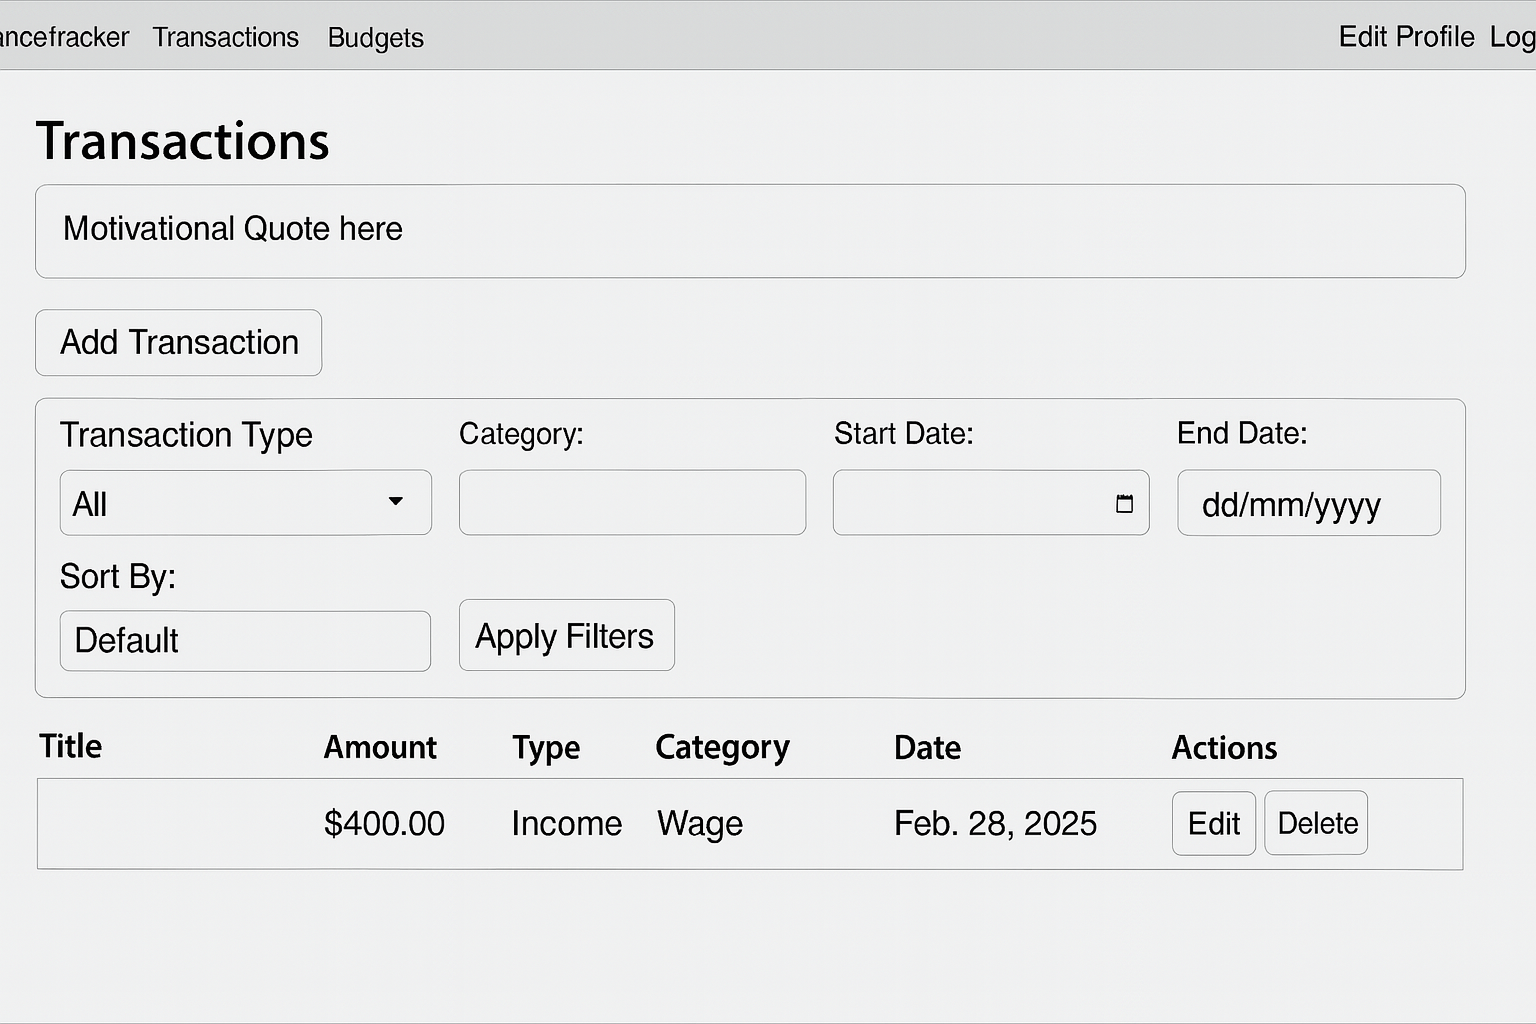 ancefracker Transactions Budgets Edit Profile Log
Transactions
Motivational Quote here
Add Transaction
Transaction Type Category: Start Date: End Date:
All dd/mm/yyyy
Sort By:
Default Apply Filters
Title Amount Type Category Date Actions
$400.00 Income Wage Feb. 28, 2025 Edit Delete